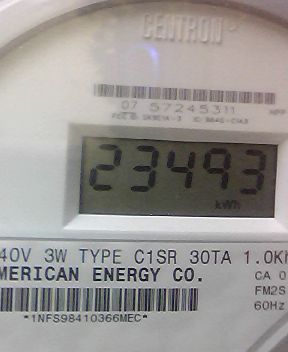 CENTRON
07 57245311
23493
kWh
40V 3W TYPE C1SR 30TA 1.0Kh
MERICAN ENERGY CO.
CA 0
FM2S
60Hz
*1NFS98410366MEC*